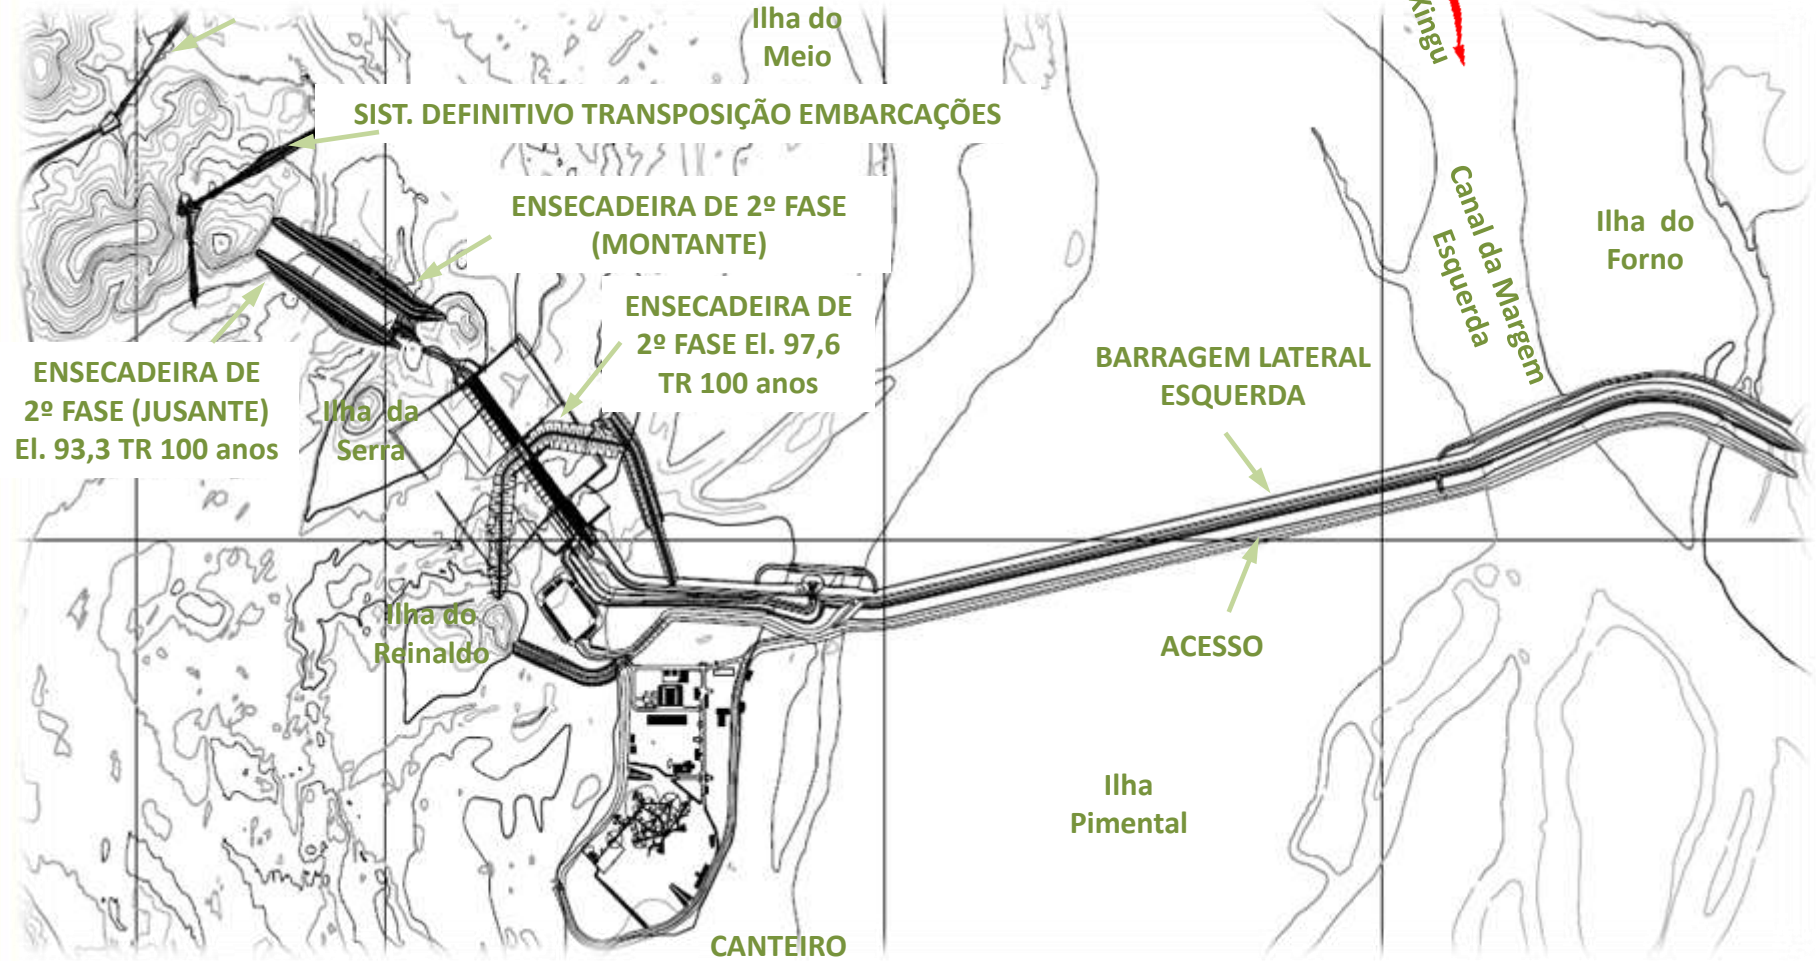 Ilha do
Meio
Xingu
SIST. DEFINITIVO TRANSPOSIÇÃO EMBARCAÇÕES
ENSECADEIRA DE 2º FASE
(MONTANTE)
Canal da Margem
Esquerda
Ilha do
Forno
ENSECADEIRA DE
2º FASE El. 97,6
TR 100 anos
BARRAGEM LATERAL
ESQUERDA
ENSECADEIRA DE
2º FASE (JUSANTE)
El. 93,3 TR 100 anos
Ilha da
Serra
Ilha do
Reinaldo
ACESSO
Ilha
Pimental
CANTEIRO